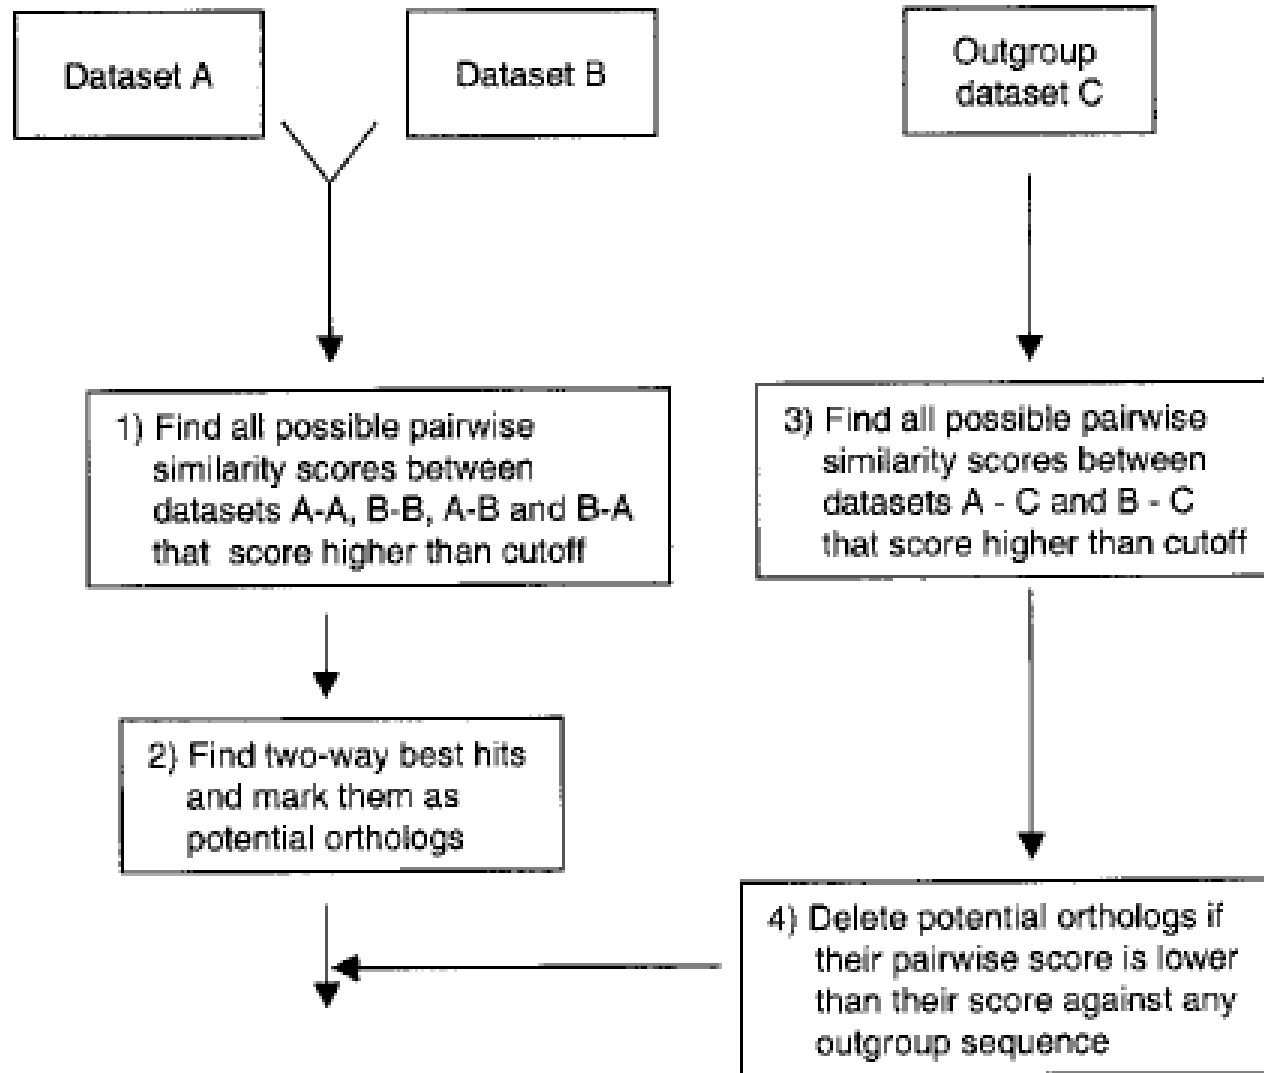 Dataset A
Dataset B
Outgroup
dataset C
1) Find all possible pairwise
similarity scores between
datasets A-A, B-B, A-B and B-A
that score higher than cutoff
3) Find all possible pairwise
similarity scores between
datasets A - C and B - C
that score higher than cutoff
2) Find two-way best hits
and mark them as
potential orthologs
4) Delete potential orthologs if
their pairwise score is lower
than their score against any
outgroup sequence